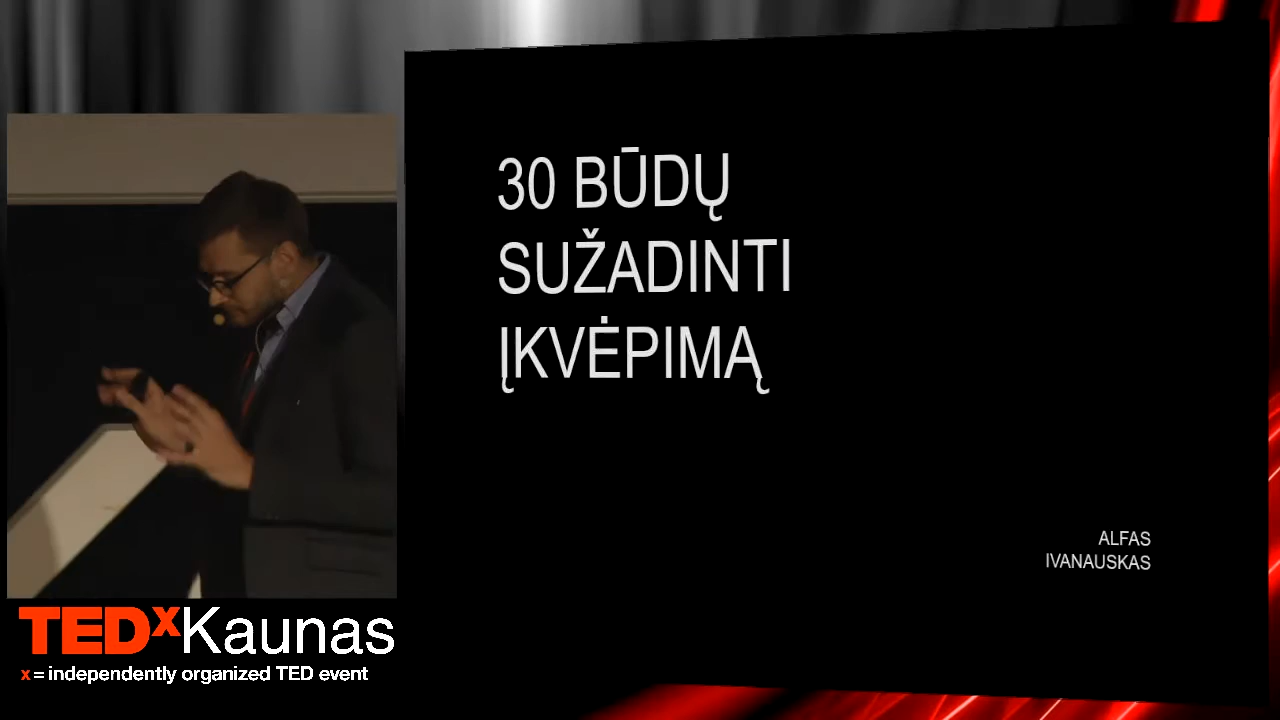 30 BŪDŲ
SUŽADINTI
ĮKVĖPIMĄ
ALFAS
IVANAUSKAS
TEDxKaunas
x = independently organized TED event